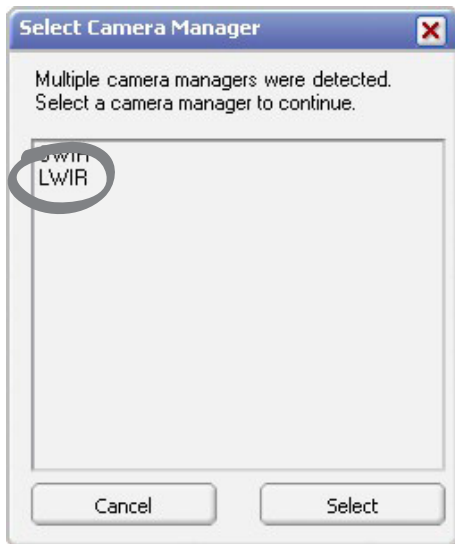 Select Camera Manager
Multiple camera managers were detected.
Select a camera manager to continue.
LWIR
Cancel
Select